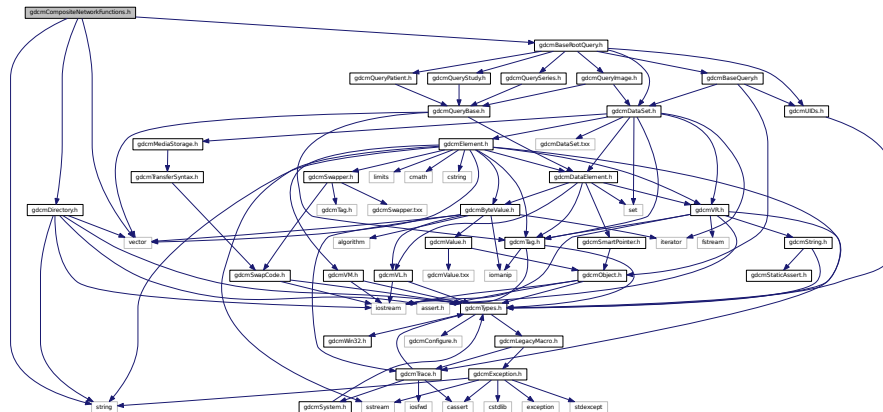 gdcmCompositeNetworkFunctions.h
gdcmBaseRootQuery.h
gdcmQueryPatient.h
gdcmQueryStudy.h
gdcmQuerySeries.h
gdcmQueryImage.h
gdcmBaseQuery.h
gdcmQueryBase.h
gdcmDataSet.h
gdcmUIDs.h
gdcmMediaStorage.h
gdcmElement.h
gdcmDataSet.txx
gdcmTransferSyntax.h
gdcmSwapper.h
limits
cmath
cstring
gdcmDataElement.h
gdcmDirectory.h
gdcmTag.h
gdcmSwapper.txx
gdcmByteValue.h
set
gdcmVR.h
vector
algorithm
gdcmValue.h
gdcmTag.h
gdcmSmartPointer.h
iterator
fstream
gdcmString.h
gdcmSwapCode.h
gdcmVM.h
gdcmVL.h
gdcmValue.txx
iomanip
gdcmObject.h
gdcmStaticAssert.h
iostream
assert.h
gdcmTypes.h
gdcmWin32.h
gdcmConfigure.h
gdcmLegacyMacro.h
gdcmTrace.h
gdcmException.h
string
gdcmSystem.h
sstream
iosfwd
cassert
cstdlib
exception
stdexcept